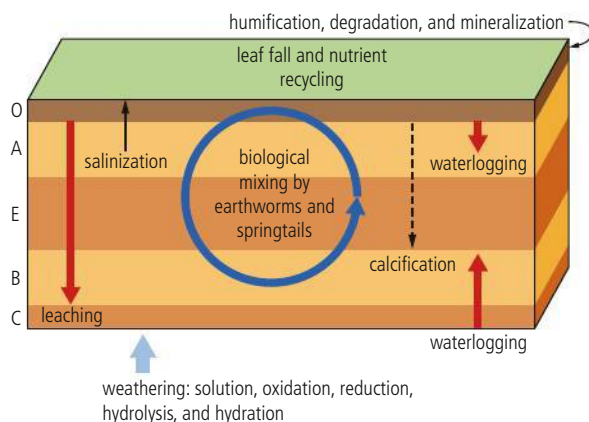 humification, degradation, and mineralization
leaf fall and nutrient
recycling
O
A
salinization
biological
mixing by
earthworms and
springtails
waterlogging
E
calcification
B
leaching
C
waterlogging
weathering: solution, oxidation, reduction,
hydrolysis, and hydration